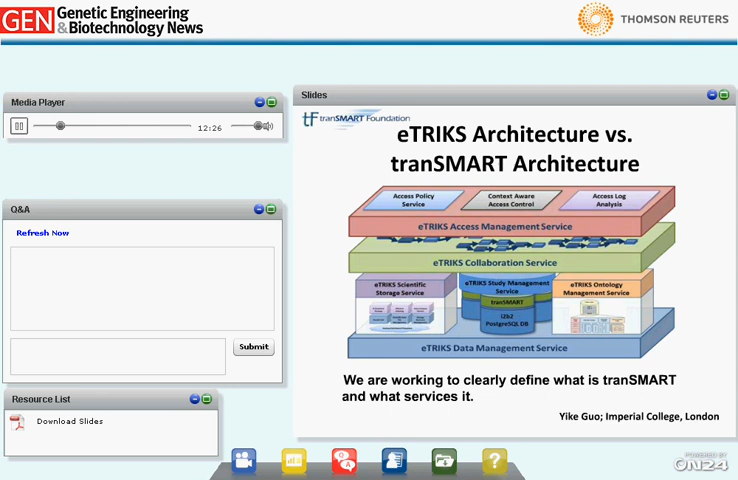 GEN Genetic Engineering
& Biotechnology News
THOMSON REUTERS
Media Player
12:26
Q&A
Refresh Now
Submit
Resource List
Download Slides
Slides
tF tranSMART Foundation
eTRIKS Architecture vs.
tranSMART Architecture
Access Policy
Service
Context Aware
Access Control
Access Log
Analysis
eTRIKS Access Management Service
eTRIKS Collaboration Service
eTRIKS Scientific
Storage Service
eTRIKS Study Management
Service
tranSMART
I2b2
PostgreSQL DB
eTRIKS Ontology
Management Service
eTRIKS Data Management Service
We are working to clearly define what is tranSMART
and what services it.
Yike Guo; Imperial College, London
Q
A
?
POWERED BY
ON24